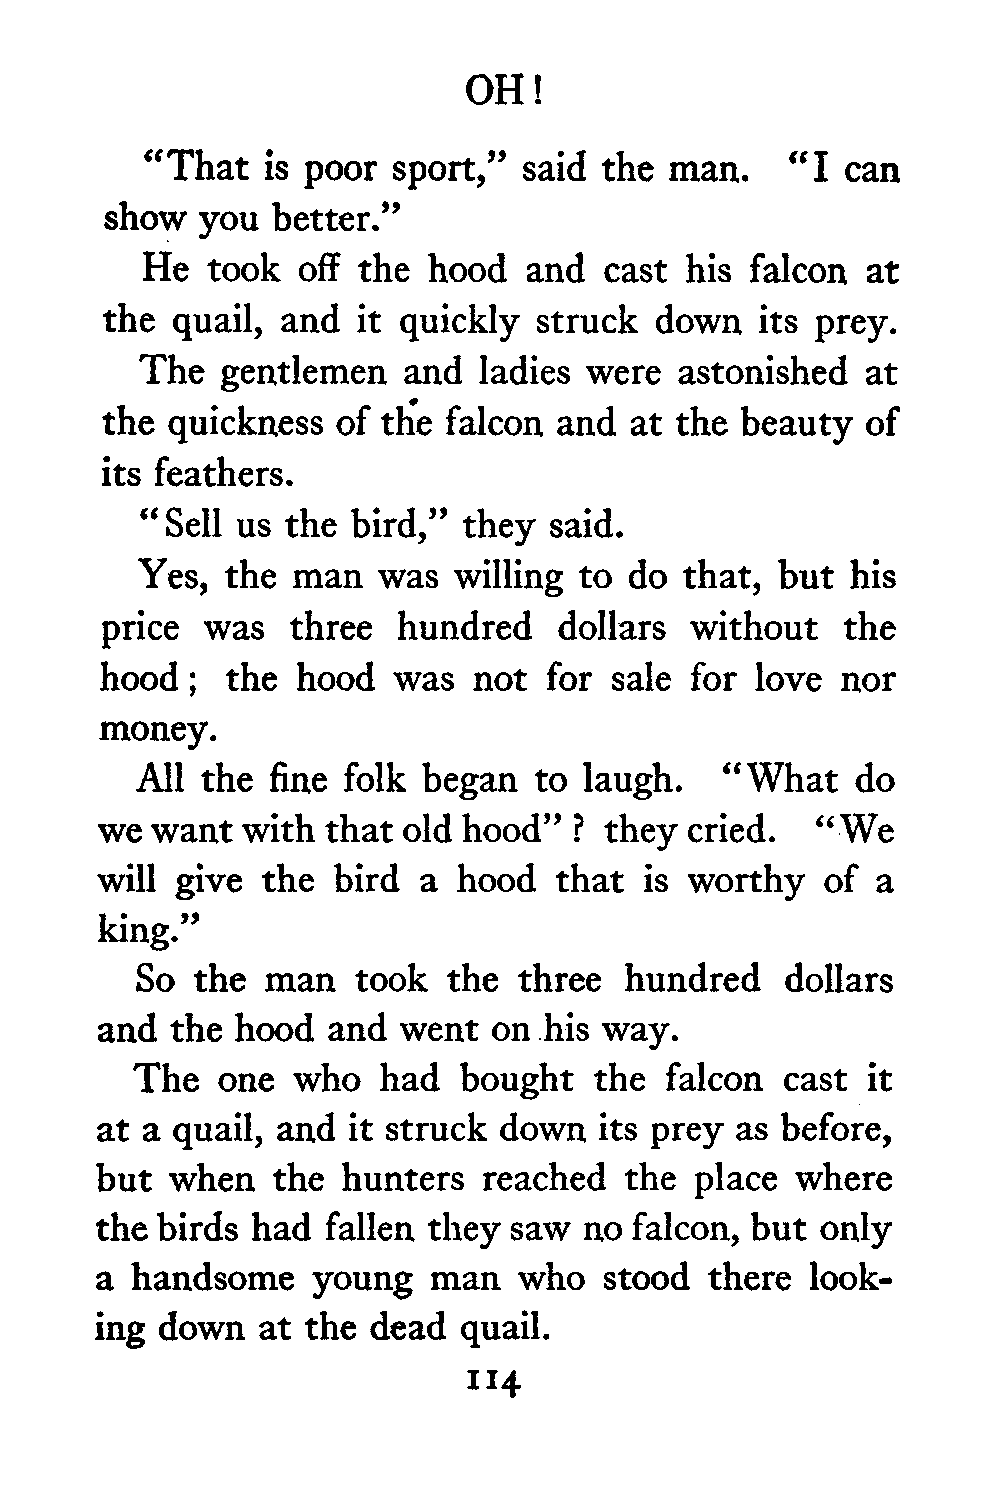 OH!
“That is poor sport,” said the man. “I can
show you better.”
He took off the hood and cast his falcon at
the quail, and it quickly struck down its prey.
The gentlemen and ladies were astonished at
the quickness of the falcon and at the beauty of
its feathers.
“Sell us the bird,” they said.
Yes, the man was willing to do that, but his
price was three hundred dollars without the
hood; the hood was not for sale for love nor
money.
All the fine folk began to laugh. “What do
we want with that old hood”? they cried. “We
will give the bird a hood that is worthy of a
king.”
So the man took the three hundred dollars
and the hood and went on his way.
The one who had bought the falcon cast it
at a quail, and it struck down its prey as before,
but when the hunters reached the place where
the birds had fallen they saw no falcon, but only
a handsome young man who stood there look-
ing down at the dead quail.
114